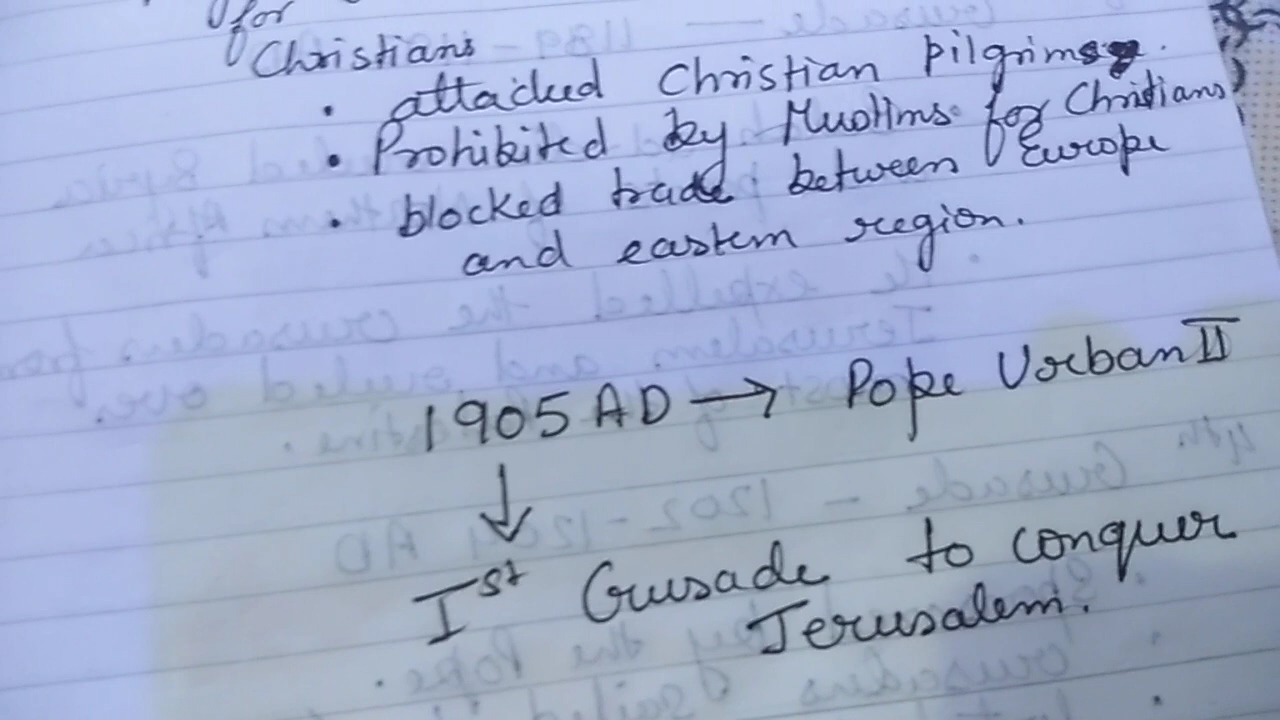 for
Christians
• attacked Christian pilgrims.
• Prohibited by Muslims for Christians
• blocked trade between Europe
and eastern region.
1905 AD → Pope Urban II
↓
Ist Crusade to conquer
Jerusalem.